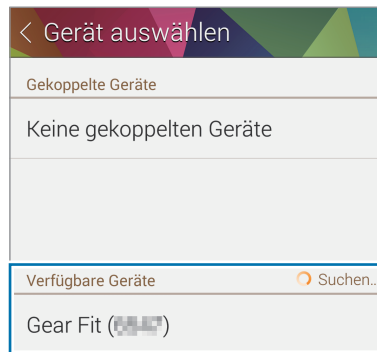 Gerät auswählen
Gekoppelte Geräte
Keine gekoppelten Geräte
Verfügbare Geräte Suchen..
Gear Fit ( )